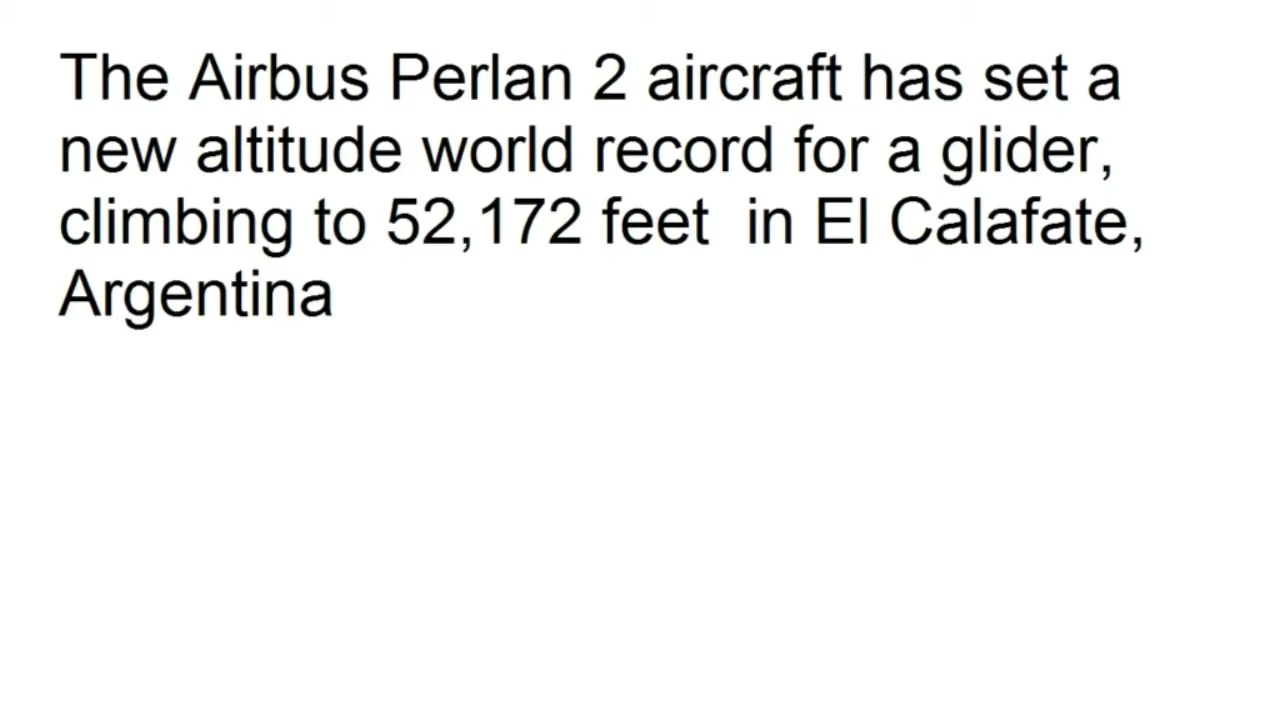 The Airbus Perlan 2 aircraft has set a
new altitude world record for a glider,
climbing to 52,172 feet  in El Calafate,
Argentina